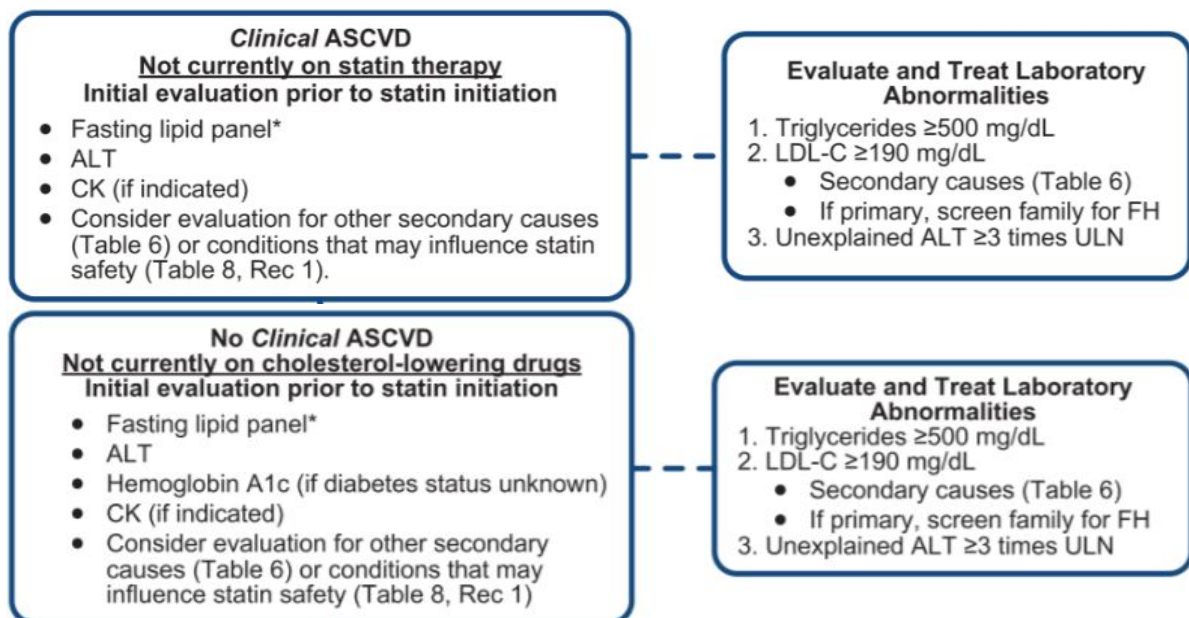 Clinical ASCVD
Not currently on statin therapy
Initial evaluation prior to statin initiation
• Fasting lipid panel*
• ALT
• CK (if indicated)
• Consider evaluation for other secondary causes
(Table 6) or conditions that may influence statin
safety (Table 8, Rec 1).
Evaluate and Treat Laboratory
Abnormalities
1. Triglycerides ≥500 mg/dL
2. LDL-C ≥190 mg/dL
• Secondary causes (Table 6)
• If primary, screen family for FH
3. Unexplained ALT ≥3 times ULN
No Clinical ASCVD
Not currently on cholesterol-lowering drugs
Initial evaluation prior to statin initiation
• Fasting lipid panel*
• ALT
• Hemoglobin A1c (if diabetes status unknown)
• CK (if indicated)
• Consider evaluation for other secondary
causes (Table 6) or conditions that may
influence statin safety (Table 8, Rec 1)
Evaluate and Treat Laboratory
Abnormalities
1. Triglycerides ≥500 mg/dL
2. LDL-C ≥190 mg/dL
• Secondary causes (Table 6)
• If primary, screen family for FH
3. Unexplained ALT ≥3 times ULN